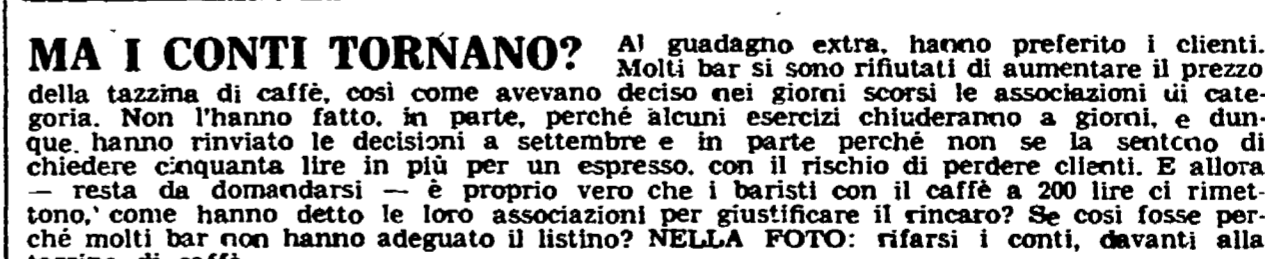 MA I CONTI TORNANO? Al guadagno extra, hanno preferito i clienti.
Molti bar si sono rifiutati di aumentare il prezzo
della tazzina di caffè, così come avevano deciso nei giorni scorsi le associazioni di cate-
goria. Non l'hanno fatto, in parte, perché alcuni esercizi chiuderanno a giorni, e dun-
que hanno rinviato le decisioni a settembre e in parte perché non se la sentono di
chiedere cinquanta lire in più per un espresso, con il rischio di perdere clienti. E allora
— resta da domandarsi — è proprio vero che i baristi con il caffè a 200 lire ci rimet-
tono, come hanno detto le loro associazioni per giustificare il rincaro? Se così fosse per-
ché molti bar non hanno adeguato il listino? NELLA FOTO: rifarsi i conti, davanti alla